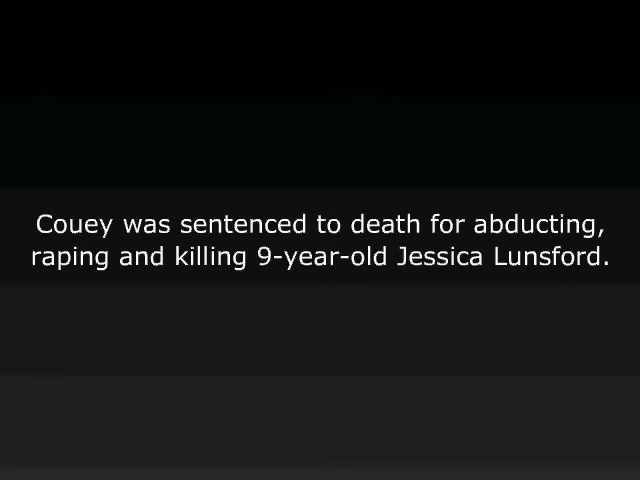 Couey was sentenced to death for abducting,
raping and killing 9-year-old Jessica Lunsford.